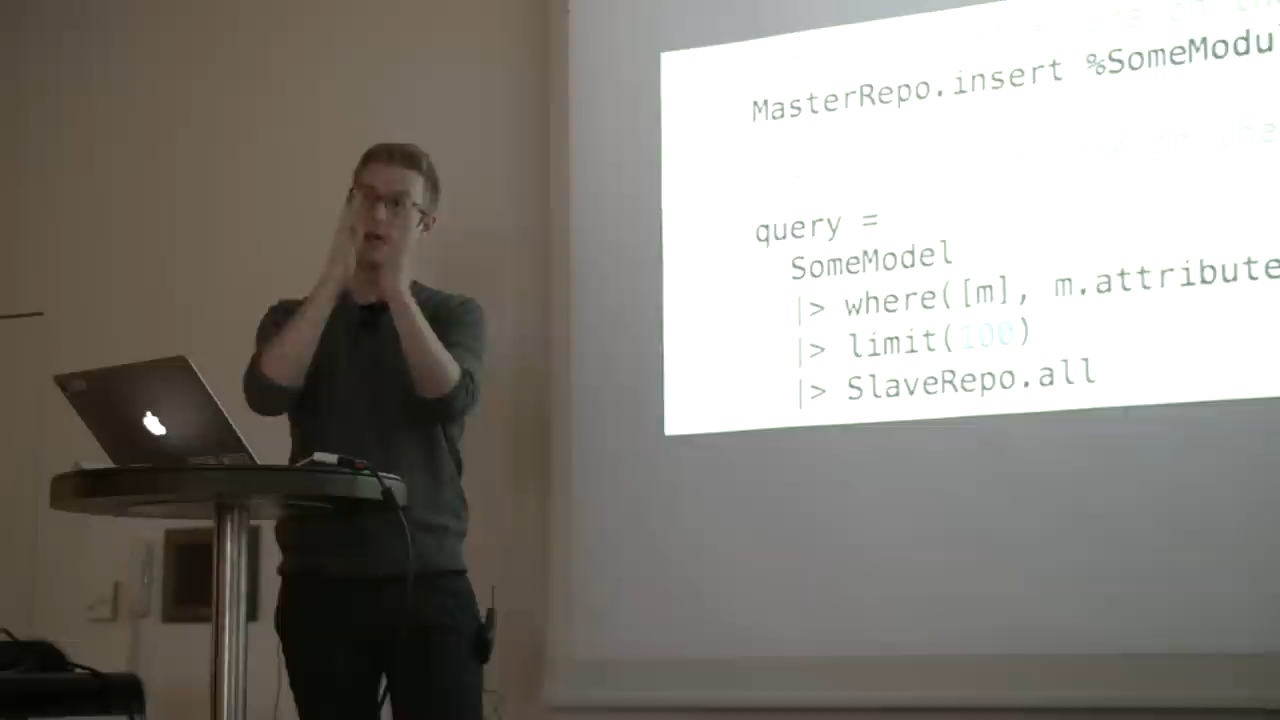 MasterRepo.insert %SomeModu
query =
SomeModel
|> where([m], m.attribute
|> limit(100)
|> SlaveRepo.all